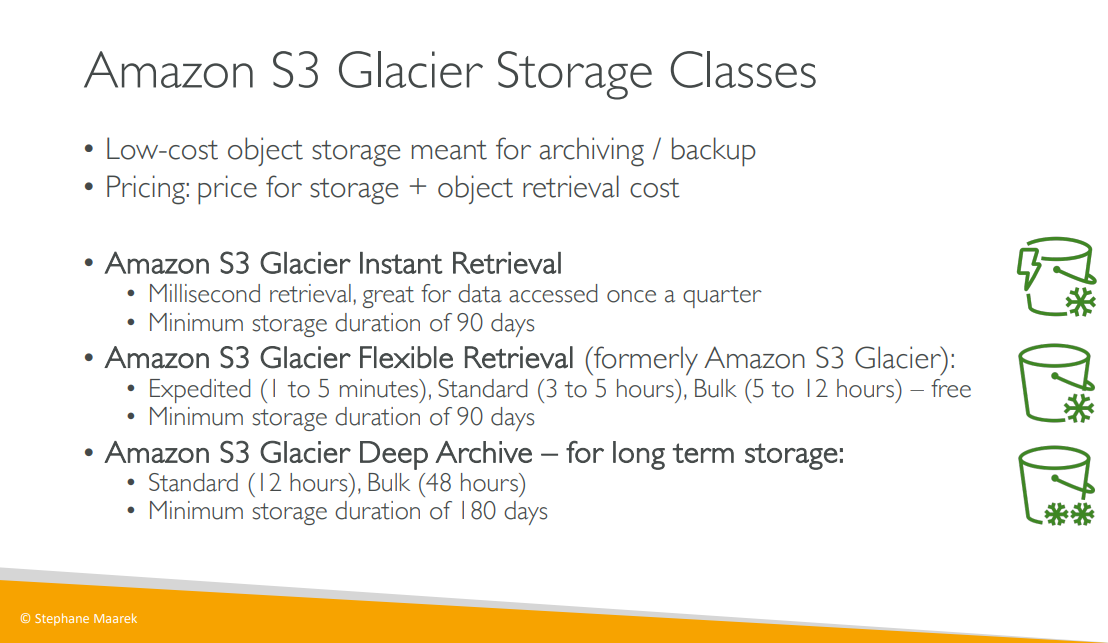 Amazon S3 Glacier Storage Classes
• Low-cost object storage meant for archiving / backup
• Pricing: price for storage + object retrieval cost
• Amazon S3 Glacier Instant Retrieval
• Millisecond retrieval, great for data accessed once a quarter
• Minimum storage duration of 90 days
• Amazon S3 Glacier Flexible Retrieval (formerly Amazon S3 Glacier):
• Expedited (1 to 5 minutes), Standard (3 to 5 hours), Bulk (5 to 12 hours) – free
• Minimum storage duration of 90 days
• Amazon S3 Glacier Deep Archive – for long term storage:
• Standard (12 hours), Bulk (48 hours)
• Minimum storage duration of 180 days
© Stephane Maarek